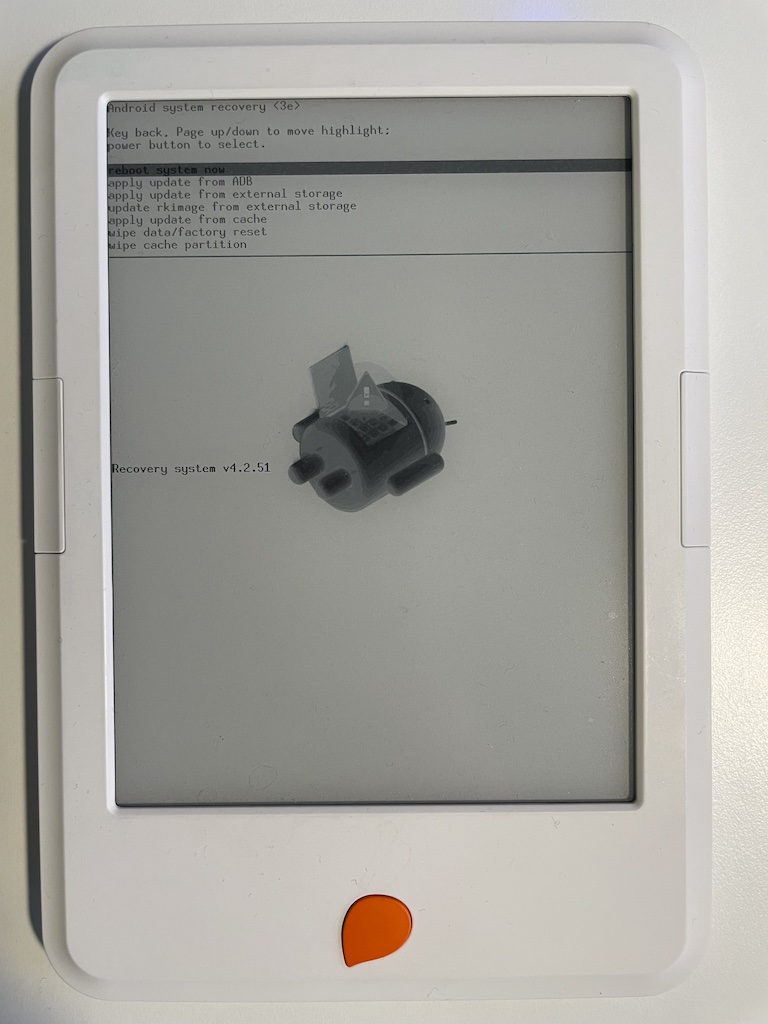 Android system recovery <3e>
Key back, Page up/down to move highlight;
power button to select.
reboot system now
apply update from ADB
apply update from external storage
update rkimage from external storage
apply update from cache
wipe data/factory reset
wipe cache partition
Recovery system v4.2.51